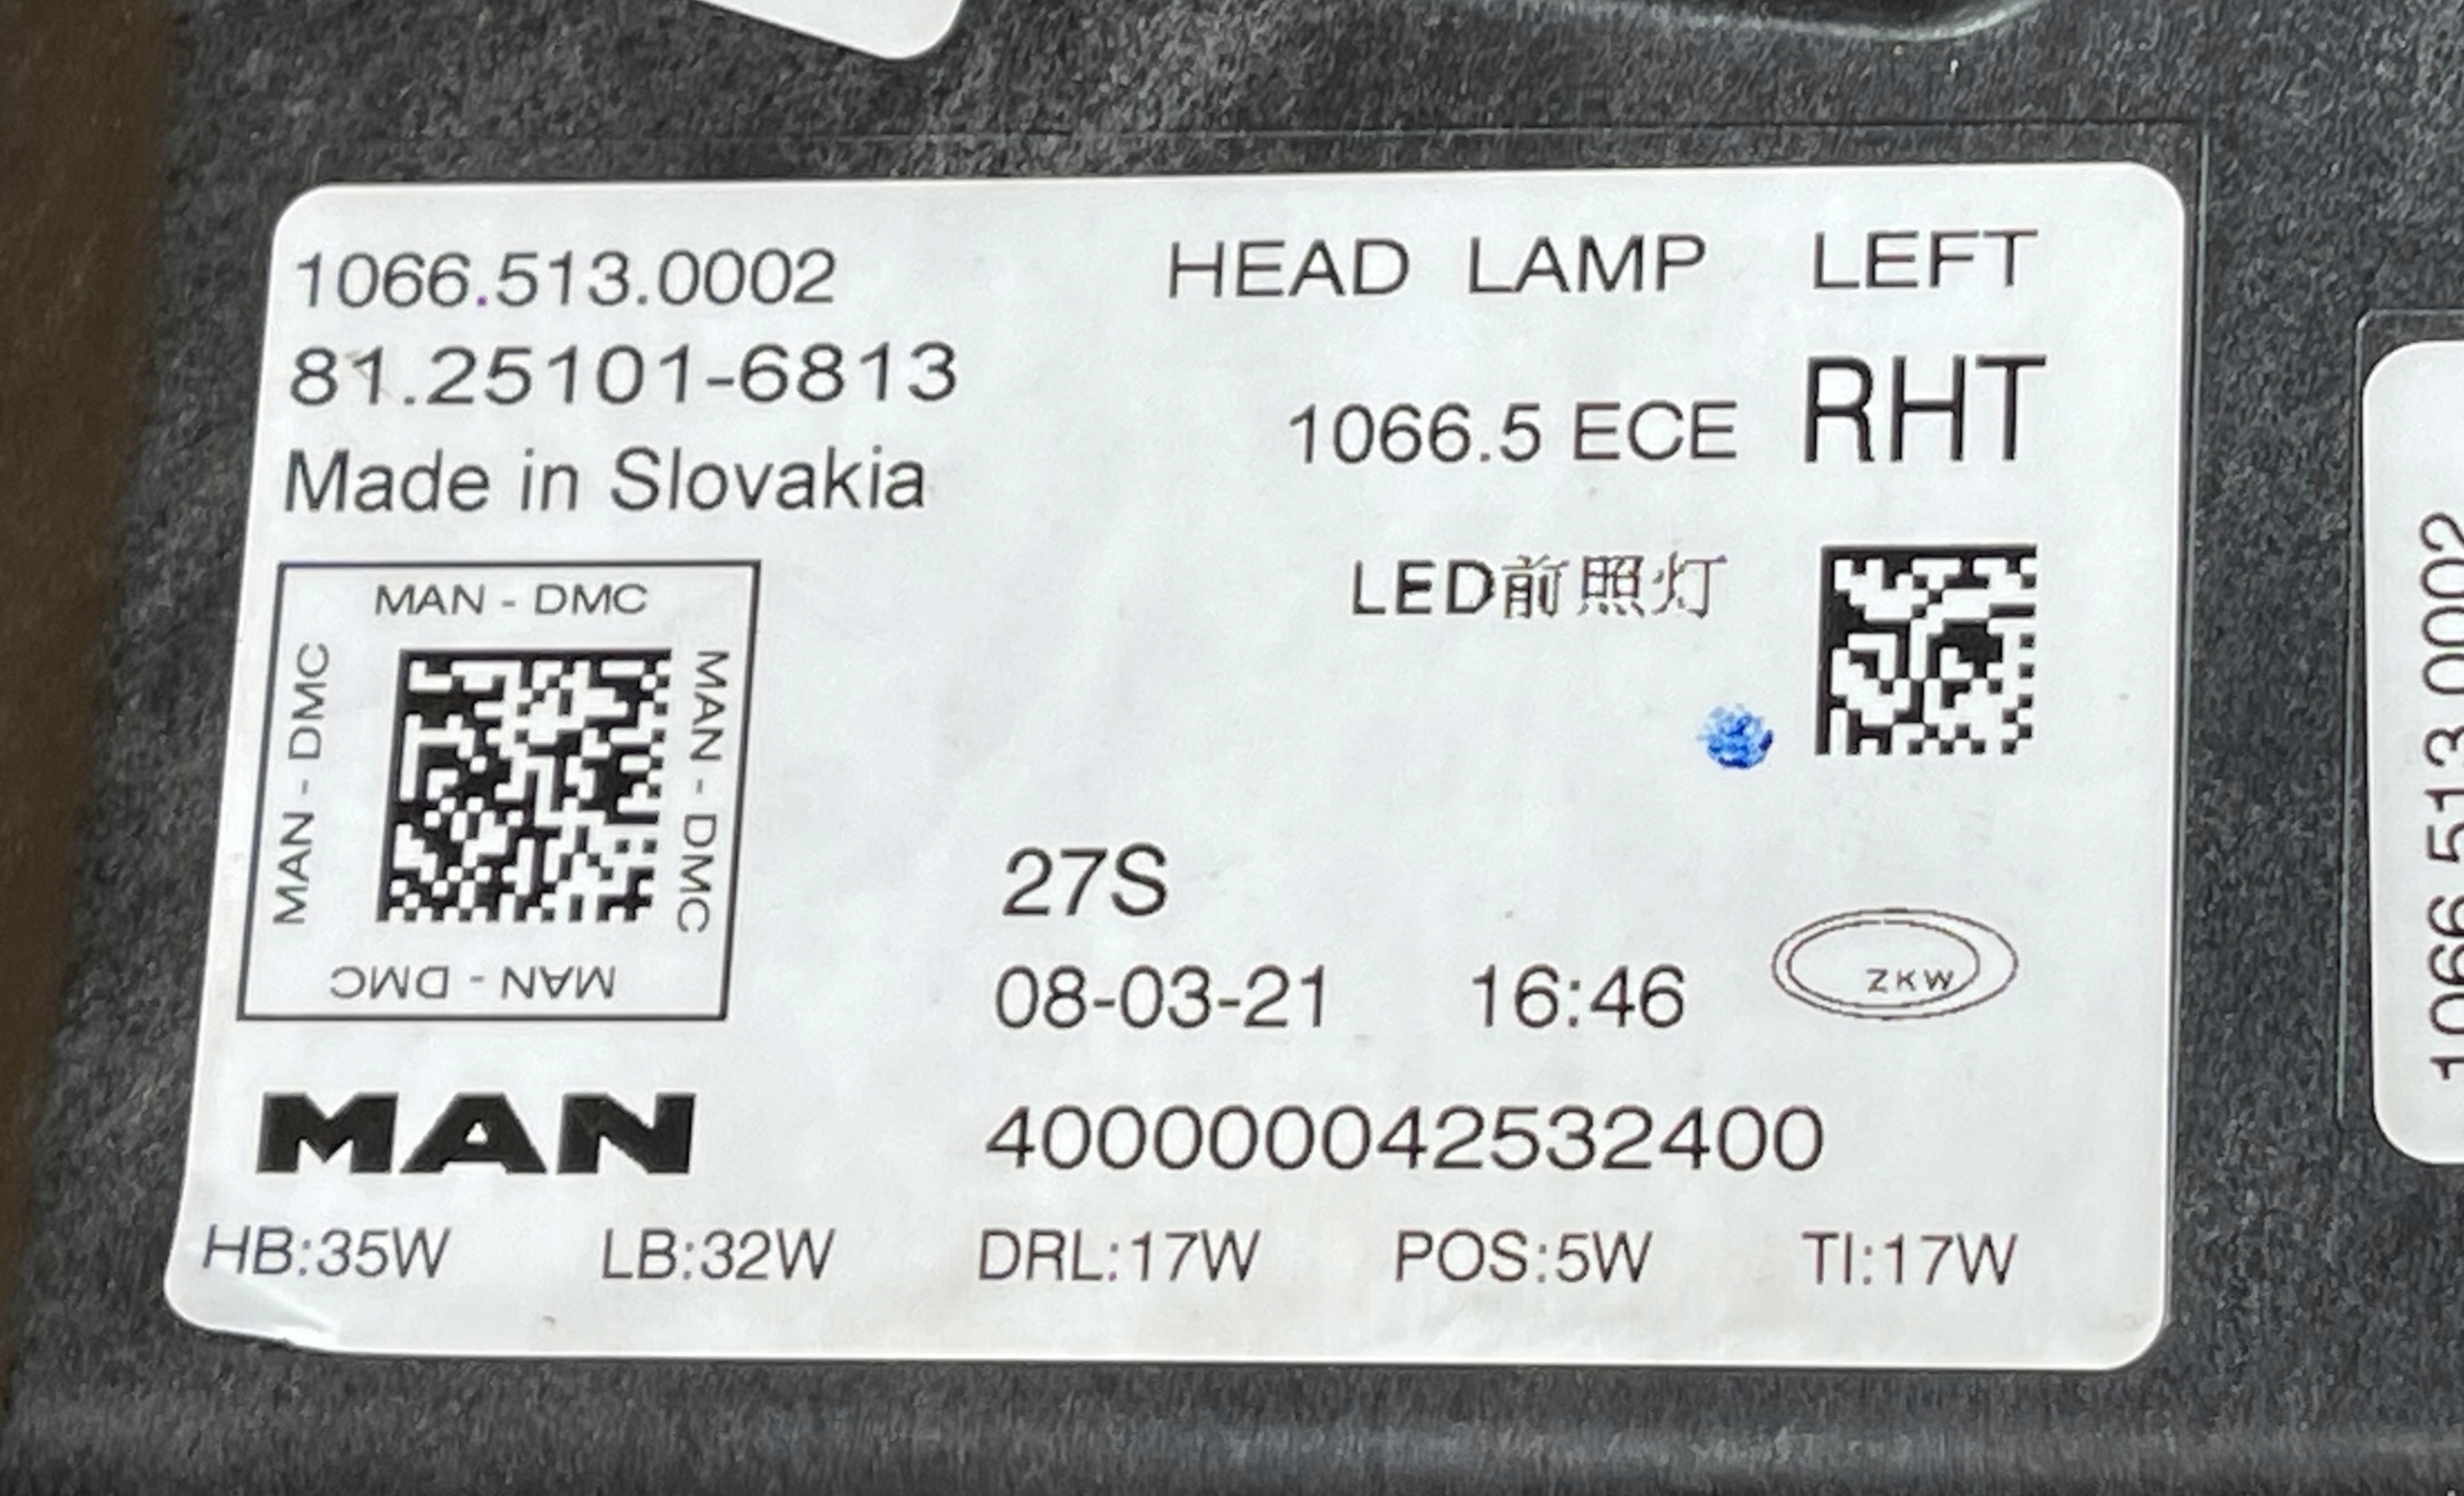 1066.513.0002
HEAD LAMP LEFT
81.25101-6813
1066.5 ECE RHT
Made in Slovakia
LED前照灯
MAN - DMC
MAN - DMC
MAN - DMC
MAN - DMC
27S
08-03-21 16:46
ZKW
MAN
400000042532400
HB:35W LB:32W DRL:17W POS:5W TI:17W
1066.513.0002